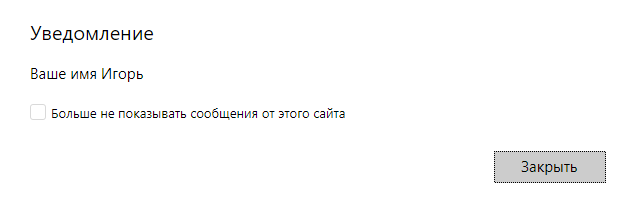 Уведомление
Ваше имя Игорь
Больше не показывать сообщения от этого сайта
Закрыть